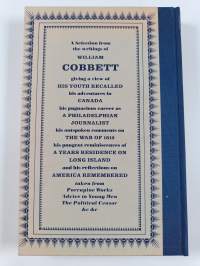 A Selection from
the writings of
WILLIAM
COBBETT
giving a view of
HIS YOUTH RECALLED
his adventures in
CANADA
his pugnacious career as
A PHILADELPHIAN
JOURNALIST
his outspoken comments on
THE WAR OF 1812
his pungent reminiscences of
A YEARS RESIDENCE ON
LONG ISLAND
and his reflections on
AMERICA REMEMBERED
taken from
Porcupine Works
Advice to Young Men
The Political Censor
&c &c